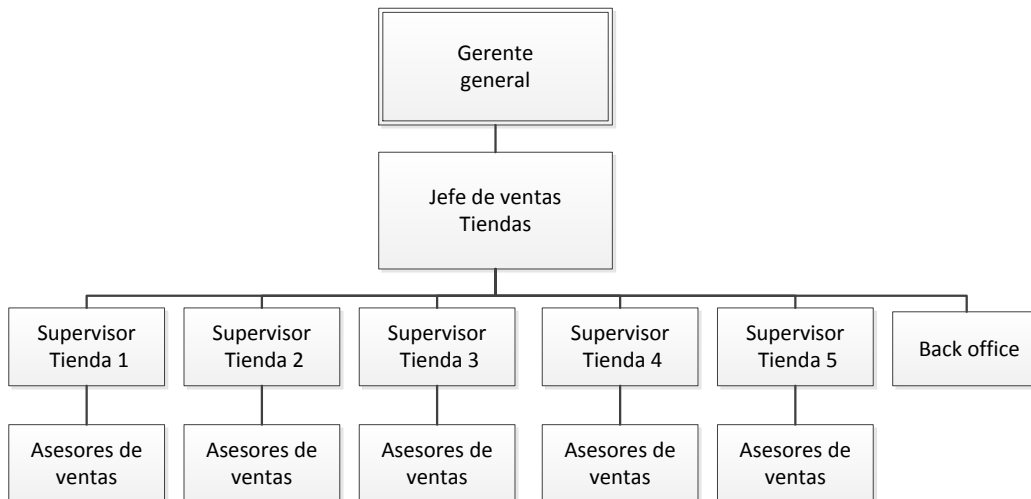 Gerente
general
Jefe de ventas
Tiendas
Supervisor
Tienda 1
Supervisor
Tienda 2
Supervisor
Tienda 3
Supervisor
Tienda 4
Supervisor
Tienda 5
Back office
Asesores de
ventas
Asesores de
ventas
Asesores de
ventas
Asesores de
ventas
Asesores de
ventas